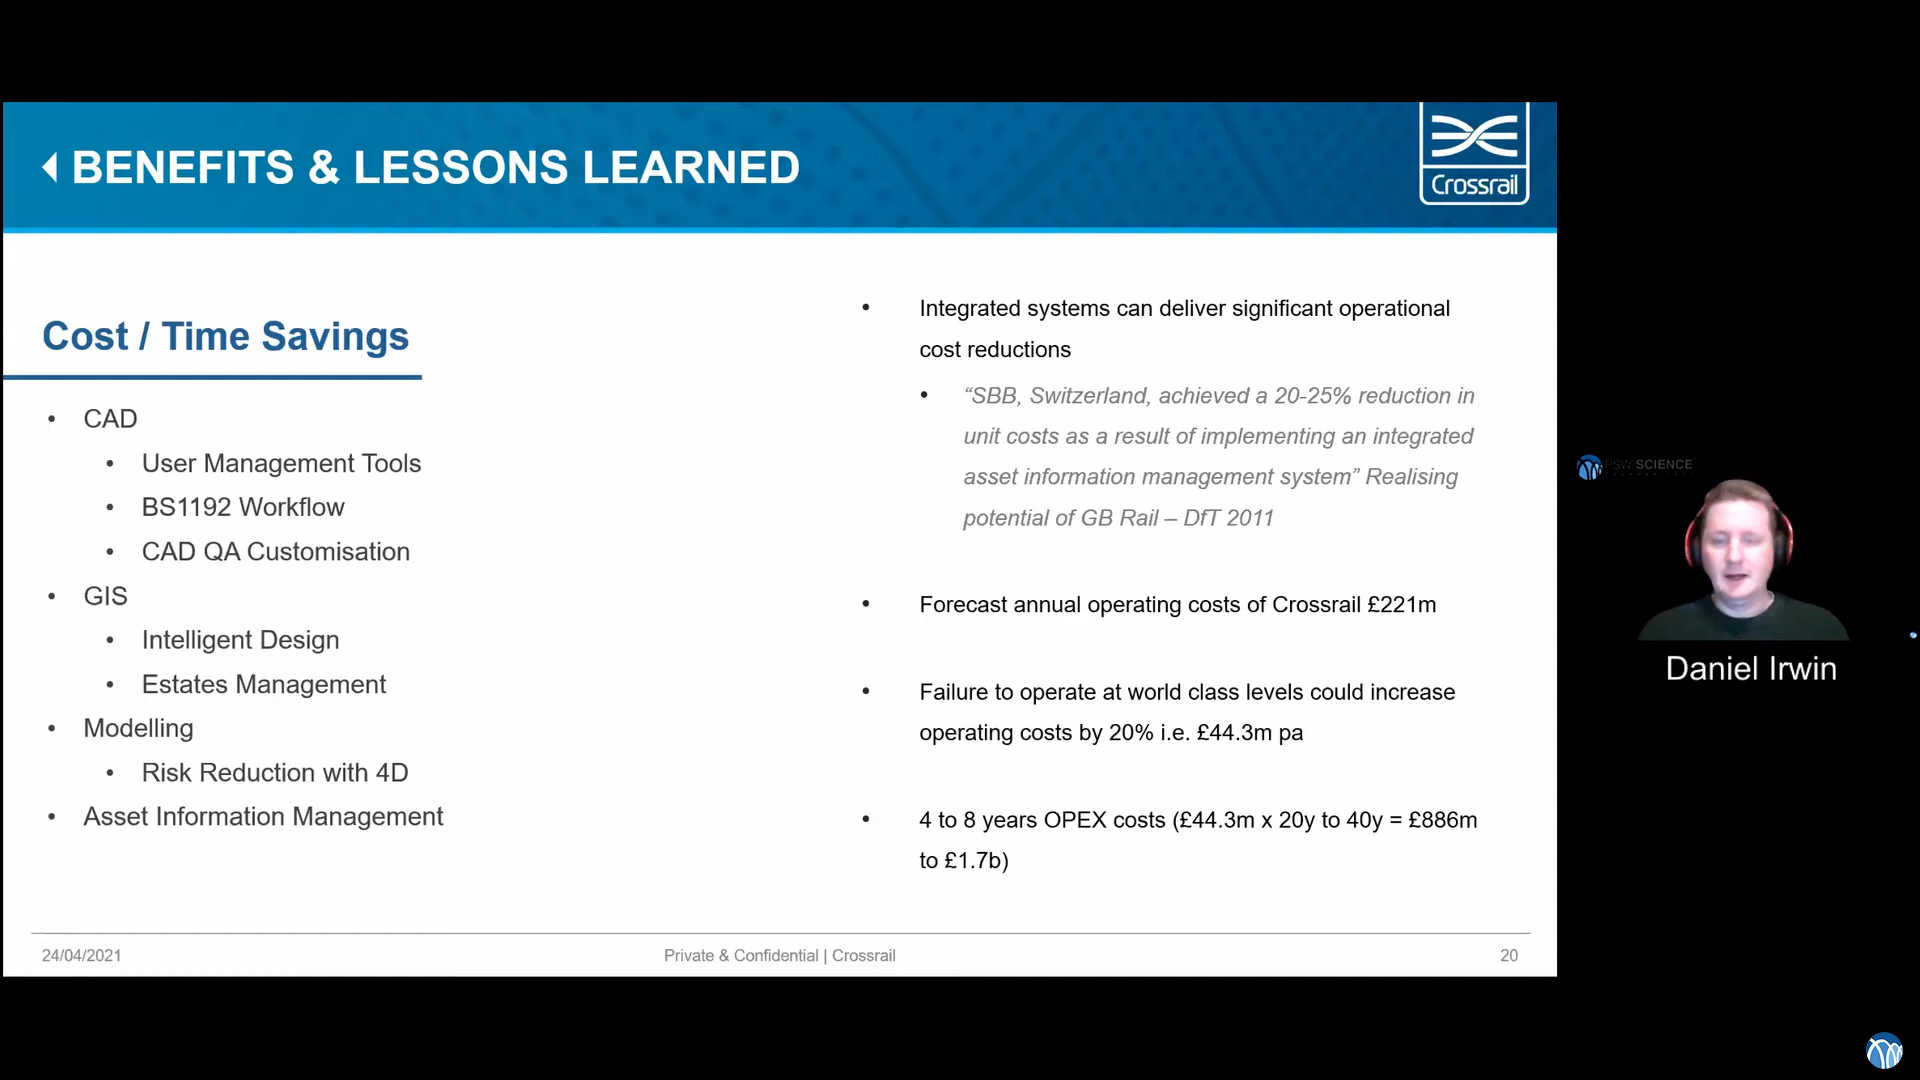 BENEFITS & LESSONS LEARNED
Crossrail
Cost / Time Savings
• CAD
• User Management Tools
• BS1192 Workflow
• CAD QA Customisation
• GIS
• Intelligent Design
• Estates Management
• Modelling
• Risk Reduction with 4D
• Asset Information Management
• Integrated systems can deliver significant operational
cost reductions
• “SBB, Switzerland, achieved a 20-25% reduction in
unit costs as a result of implementing an integrated
asset information management system” Realising
potential of GB Rail – DfT 2011
• Forecast annual operating costs of Crossrail £221m
• Failure to operate at world class levels could increase
operating costs by 20% i.e. £44.3m pa
• 4 to 8 years OPEX costs (£44.3m x 20y to 40y = £886m
to £1.7b)
24/04/2021
Private & Confidential | Crossrail
20
PSW SCIENCE
Daniel Irwin